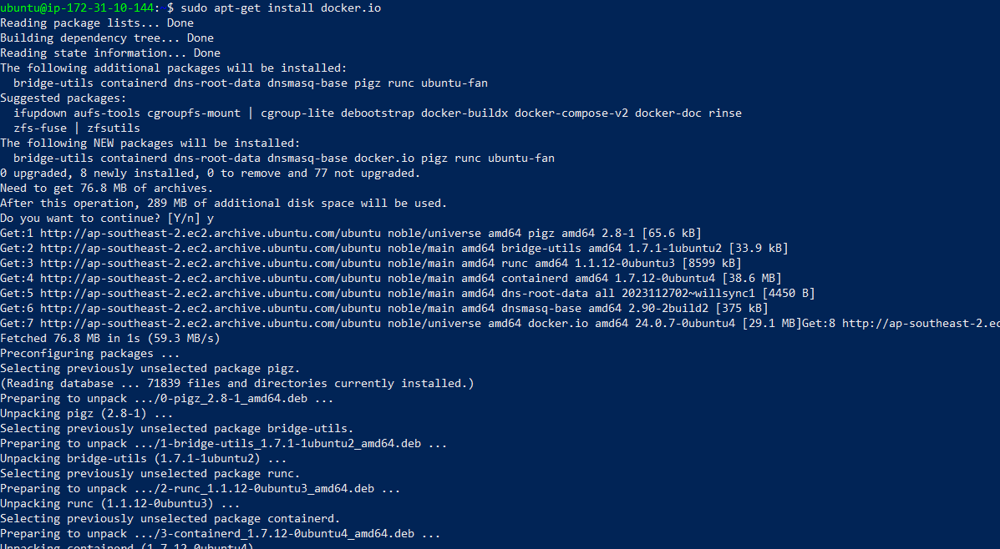 ubuntu@ip-172-31-10-144: $ sudo apt-get install docker.io
Reading package lists... Done
Building dependency tree... Done
Reading state information... Done
The following additional packages will be installed:
  bridge-utils containerd dns-root-data dnsmasq-base pigz runc ubuntu-fan
Suggested packages:
  ifupdown aufs-tools cgroupfs-mount | cgroup-lite debootstrap docker-buildx docker-compose-v2 docker-doc rinse
  zfs-fuse | zfsutils
The following NEW packages will be installed:
  bridge-utils containerd dns-root-data dnsmasq-base docker.io pigz runc ubuntu-fan
0 upgraded, 8 newly installed, 0 to remove and 77 not upgraded.
Need to get 76.8 MB of archives.
After this operation, 289 MB of additional disk space will be used.
Do you want to continue? [Y/n] y
Get:1 http://ap-southeast-2.ec2.archive.ubuntu.com/ubuntu noble/universe amd64 pigz amd64 2.8-1 [65.6 kB]
Get:2 http://ap-southeast-2.ec2.archive.ubuntu.com/ubuntu noble/main amd64 bridge-utils amd64 1.7.1-1ubuntu2 [33.9 kB]
Get:3 http://ap-southeast-2.ec2.archive.ubuntu.com/ubuntu noble/main amd64 runc amd64 1.1.12-0ubuntu3 [8599 kB]
Get:4 http://ap-southeast-2.ec2.archive.ubuntu.com/ubuntu noble/main amd64 containerd amd64 1.7.12-0ubuntu4 [38.6 MB]
Get:5 http://ap-southeast-2.ec2.archive.ubuntu.com/ubuntu noble/main amd64 dns-root-data all 2023112702~willsync1 [4450 B]
Get:6 http://ap-southeast-2.ec2.archive.ubuntu.com/ubuntu noble/main amd64 dnsmasq-base amd64 2.90-2build2 [375 kB]
Get:7 http://ap-southeast-2.ec2.archive.ubuntu.com/ubuntu noble/universe amd64 docker.io amd64 24.0.7-0ubuntu4 [29.1 MB]Get:8 http://ap-southeast-2.ec
Fetched 76.8 MB in 1s (59.3 MB/s)
Preconfiguring packages ...
Selecting previously unselected package pigz.
(Reading database ... 71839 files and directories currently installed.)
Preparing to unpack .../0-pigz_2.8-1_amd64.deb ...
Unpacking pigz (2.8-1) ...
Selecting previously unselected package bridge-utils.
Preparing to unpack .../1-bridge-utils_1.7.1-1ubuntu2_amd64.deb ...
Unpacking bridge-utils (1.7.1-1ubuntu2) ...
Selecting previously unselected package runc.
Preparing to unpack .../2-runc_1.1.12-0ubuntu3_amd64.deb ...
Unpacking runc (1.1.12-0ubuntu3) ...
Selecting previously unselected package containerd.
Preparing to unpack .../3-containerd_1.7.12-0ubuntu4_amd64.deb ...
Unpacking containerd (1.7.12-0ubuntu4)